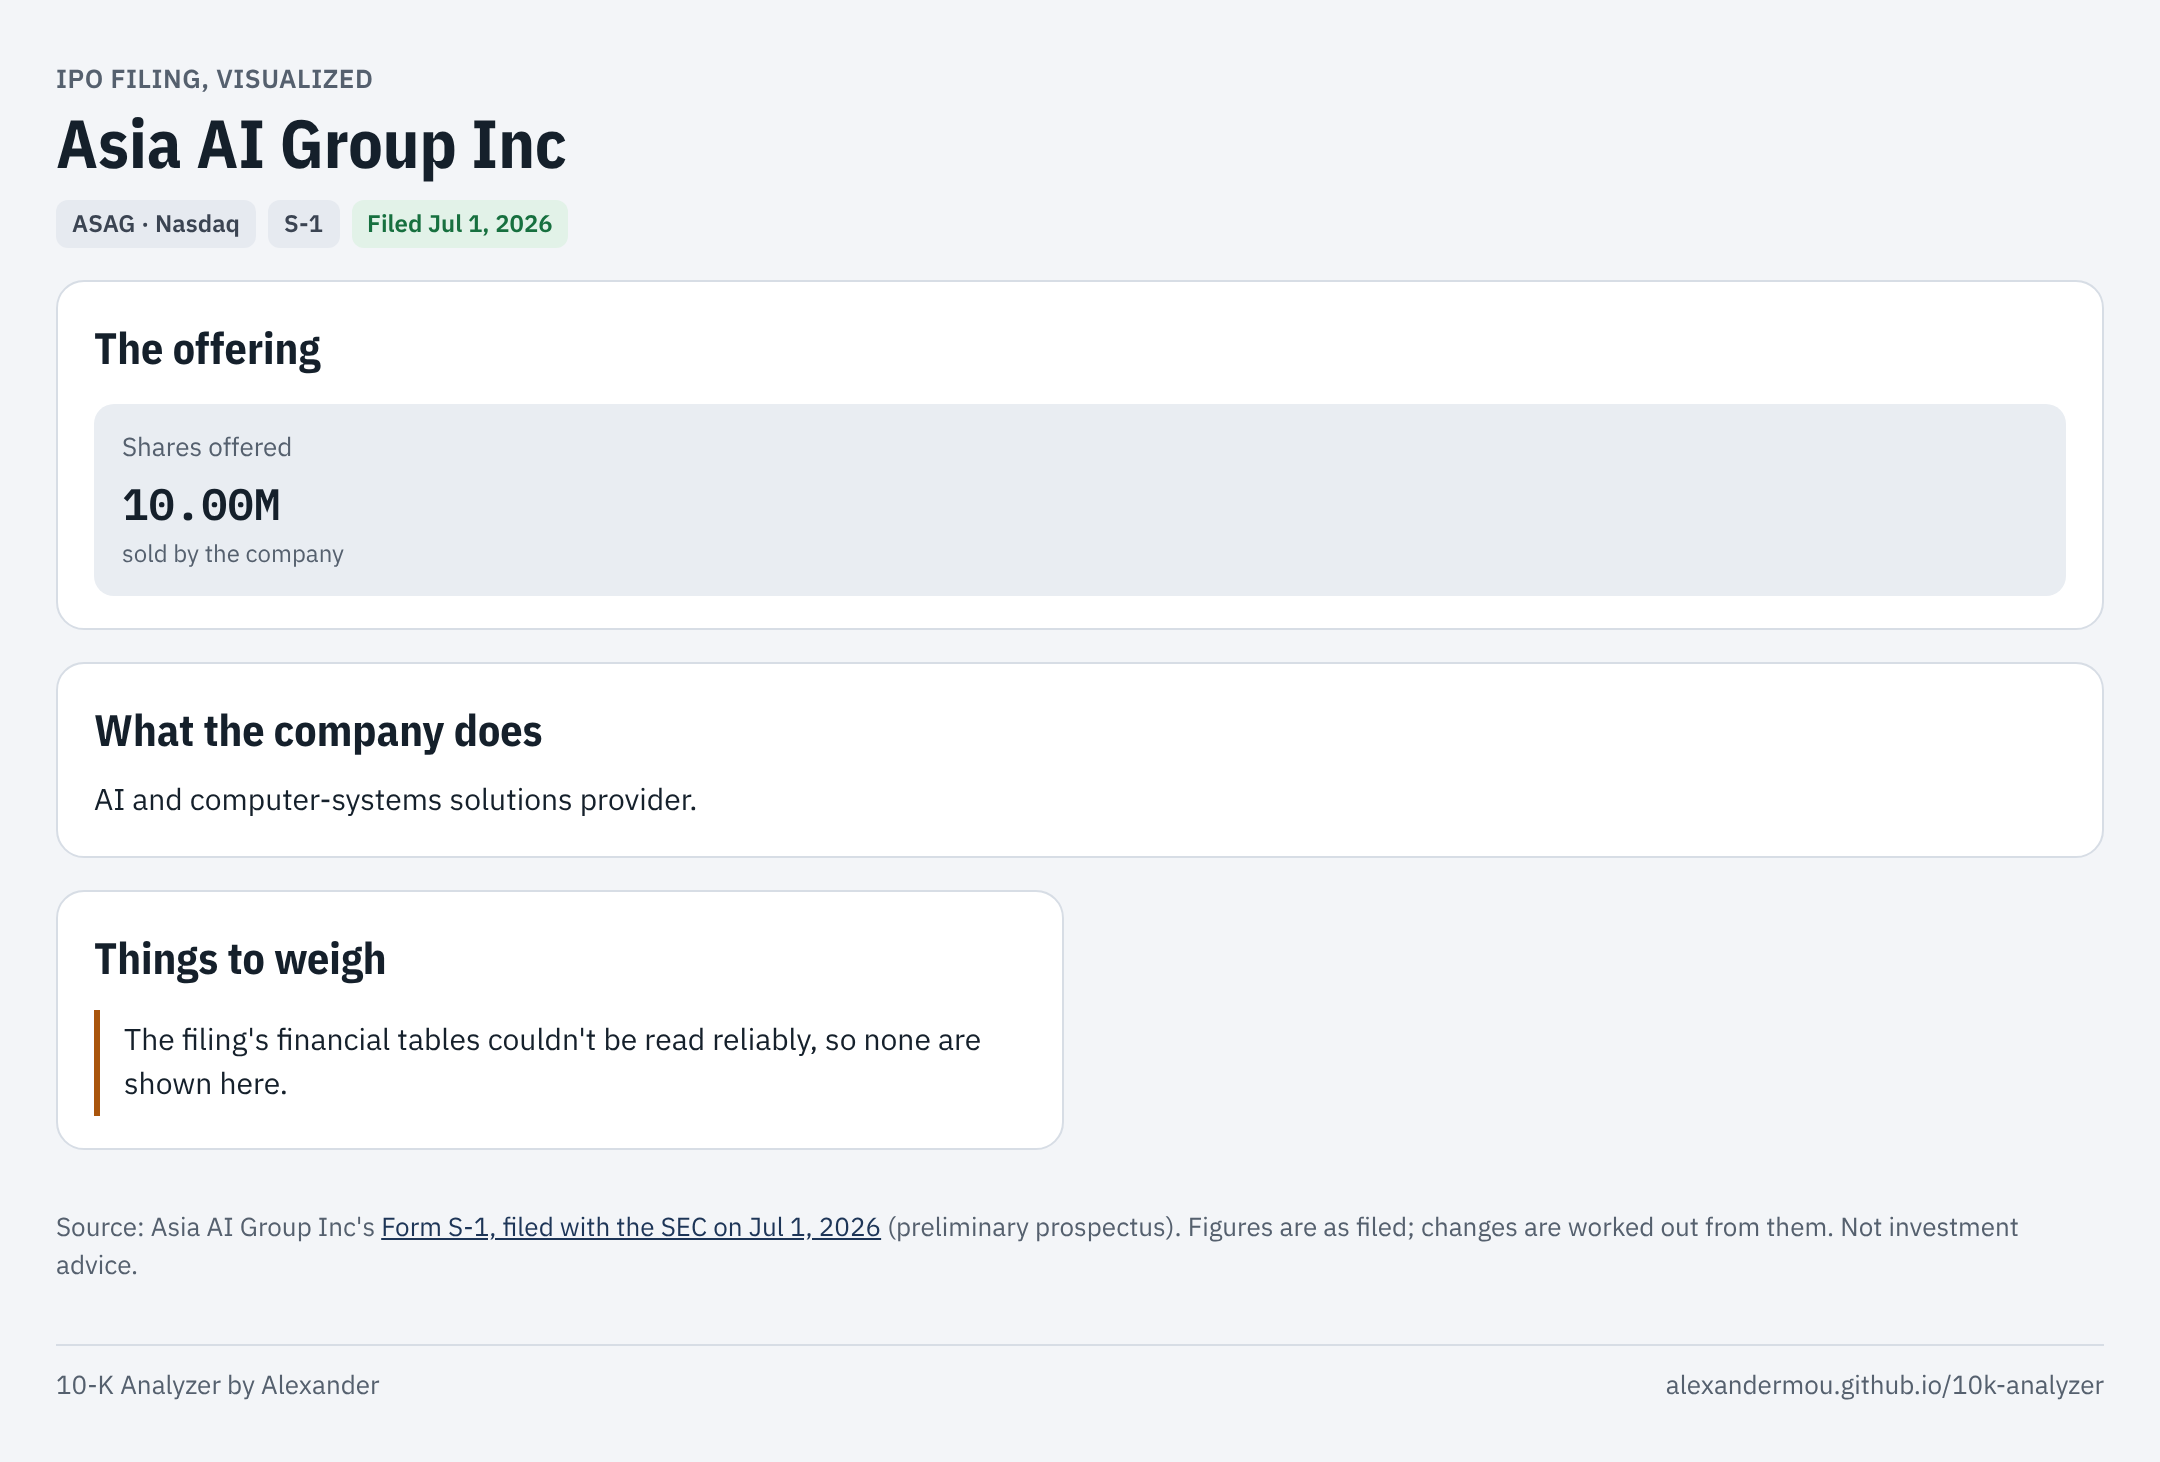 IPO FILING, VISUALIZED
Asia AI Group Inc
ASAG · Nasdaq S-1 Filed Jul 1, 2026
The offering
Shares offered
10.00M
sold by the company
What the company does
AI and computer-systems solutions provider.
Things to weigh
The filing's financial tables couldn't be read reliably, so none are
shown here.
Source: Asia AI Group Inc's Form S-1, filed with the SEC on Jul 1, 2026 (preliminary prospectus). Figures are as filed; changes are worked out from them. Not investment
advice.
10-K Analyzer by Alexander alexandermou.github.io/10k-analyzer